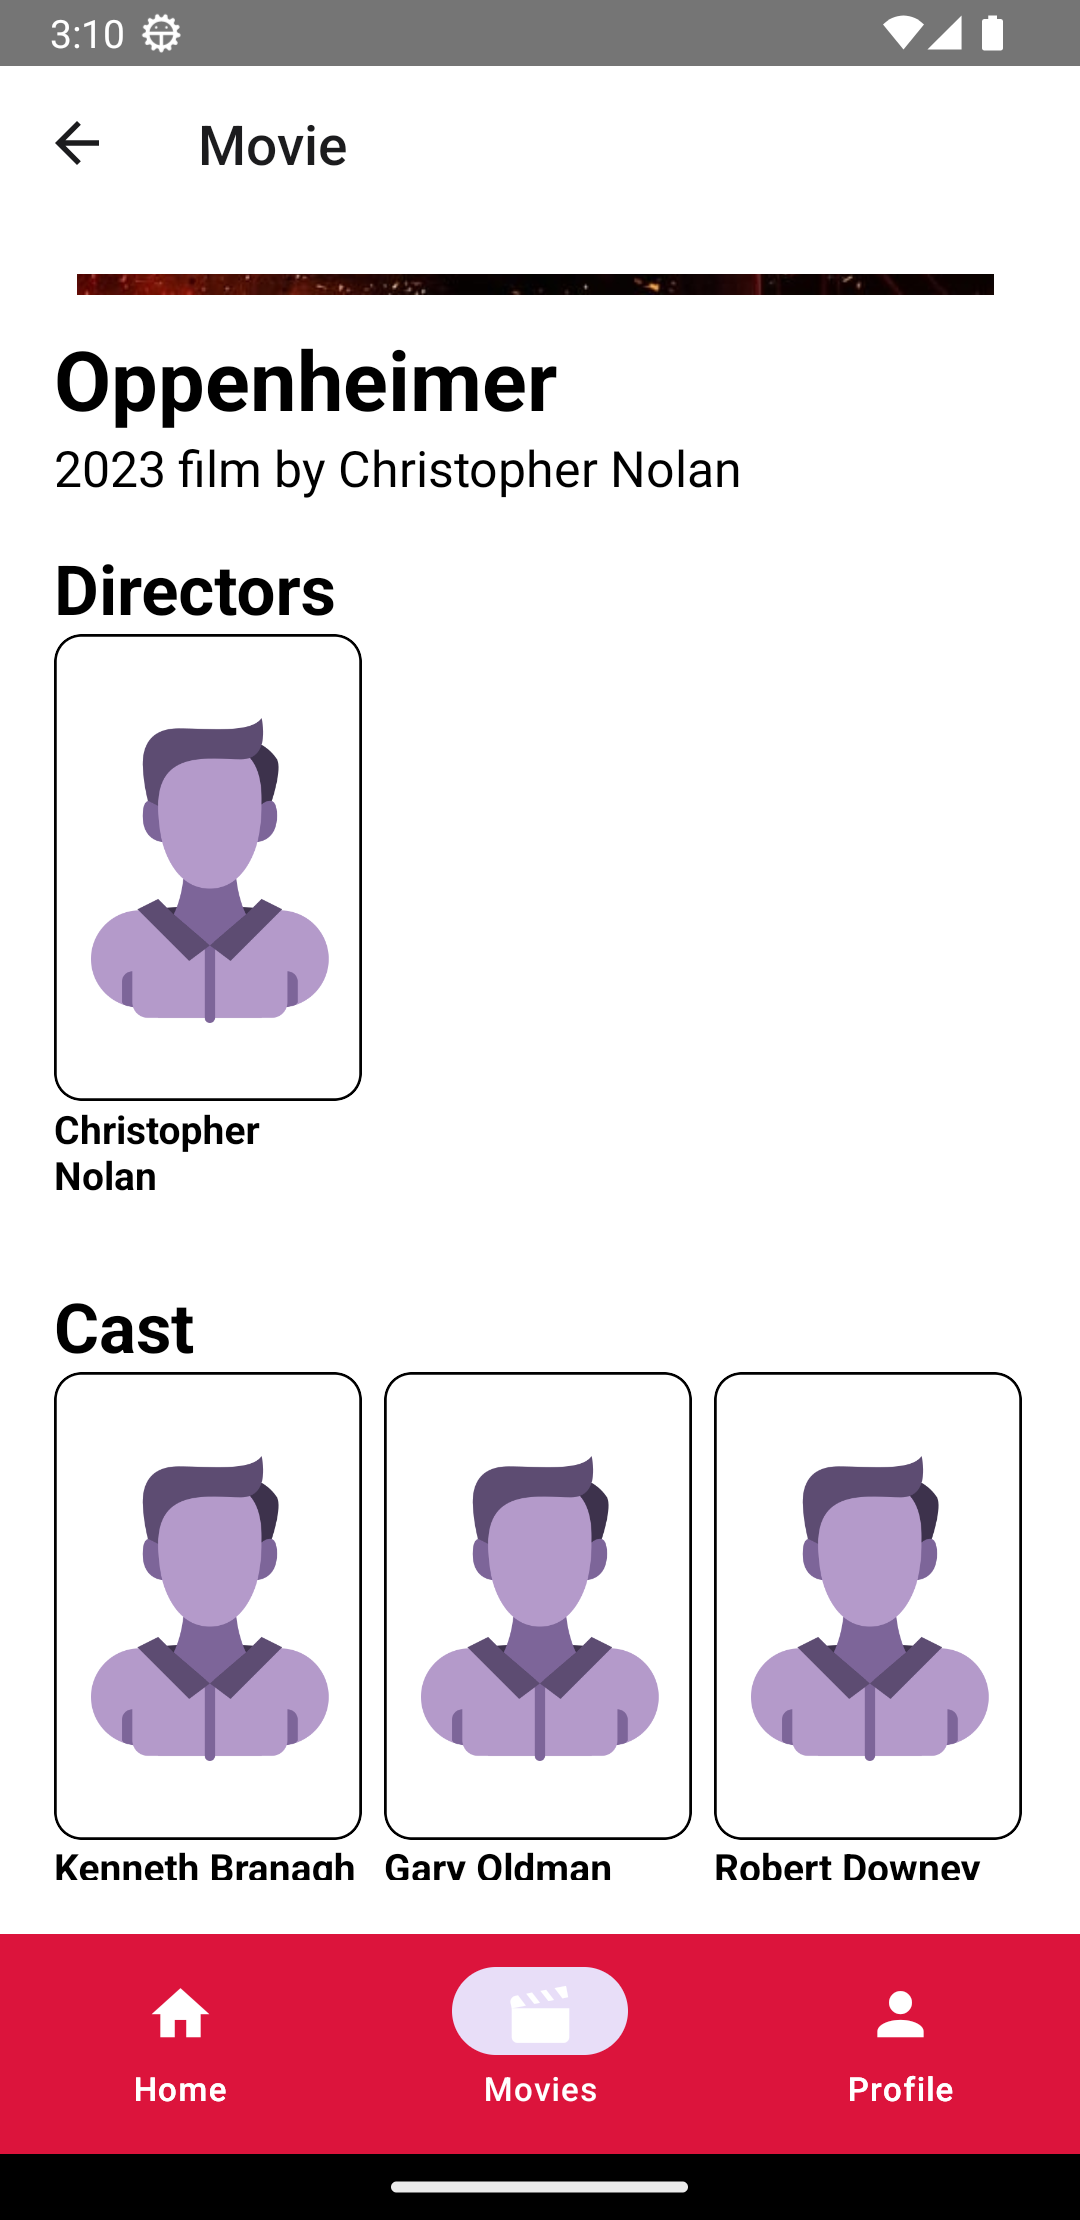 3:10
Movie
Oppenheimer
2023 film by Christopher Nolan
Directors
Christopher
Nolan
Cast
Kenneth Branagh
Gary Oldman
Robert Downey
Home
Movies
Profile